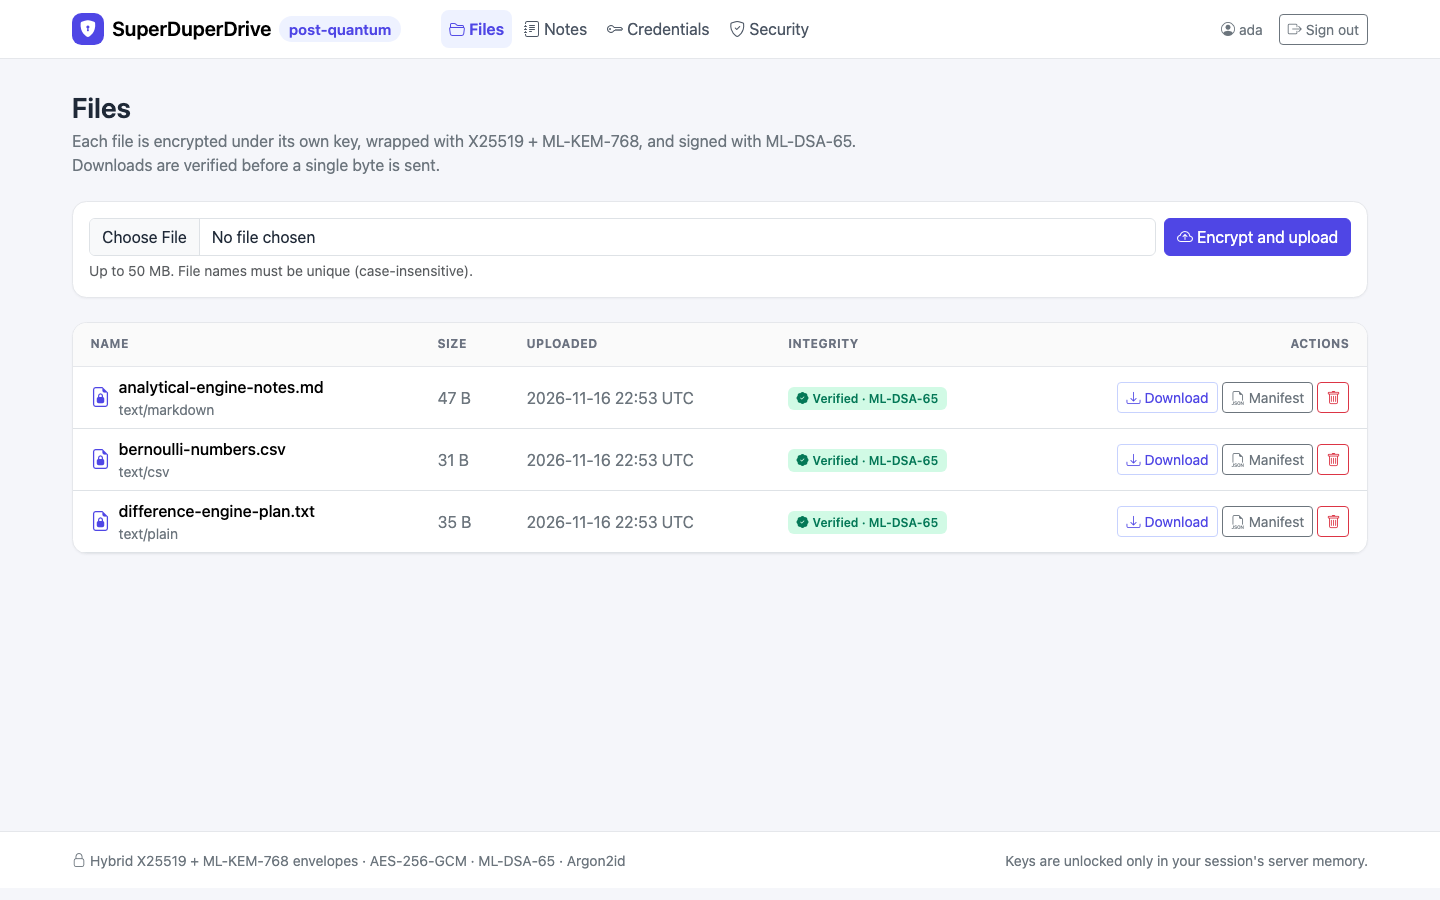 SuperDuperDrive post-quantum Files Notes Credentials Security ada Sign out
Files
Each file is encrypted under its own key, wrapped with X25519 + ML-KEM-768, and signed with ML-DSA-65.
Downloads are verified before a single byte is sent.
Choose File No file chosen Encrypt and upload
Up to 50 MB. File names must be unique (case-insensitive).
NAME SIZE UPLOADED INTEGRITY ACTIONS
analytical-engine-notes.md
text/markdown
47 B 2026-11-16 22:53 UTC Verified · ML-DSA-65 Download JSON Manifest
bernoulli-numbers.csv
text/csv
31 B 2026-11-16 22:53 UTC Verified · ML-DSA-65 Download JSON Manifest
difference-engine-plan.txt
text/plain
35 B 2026-11-16 22:53 UTC Verified · ML-DSA-65 Download JSON Manifest
Hybrid X25519 + ML-KEM-768 envelopes · AES-256-GCM · ML-DSA-65 · Argon2id
Keys are unlocked only in your session's server memory.